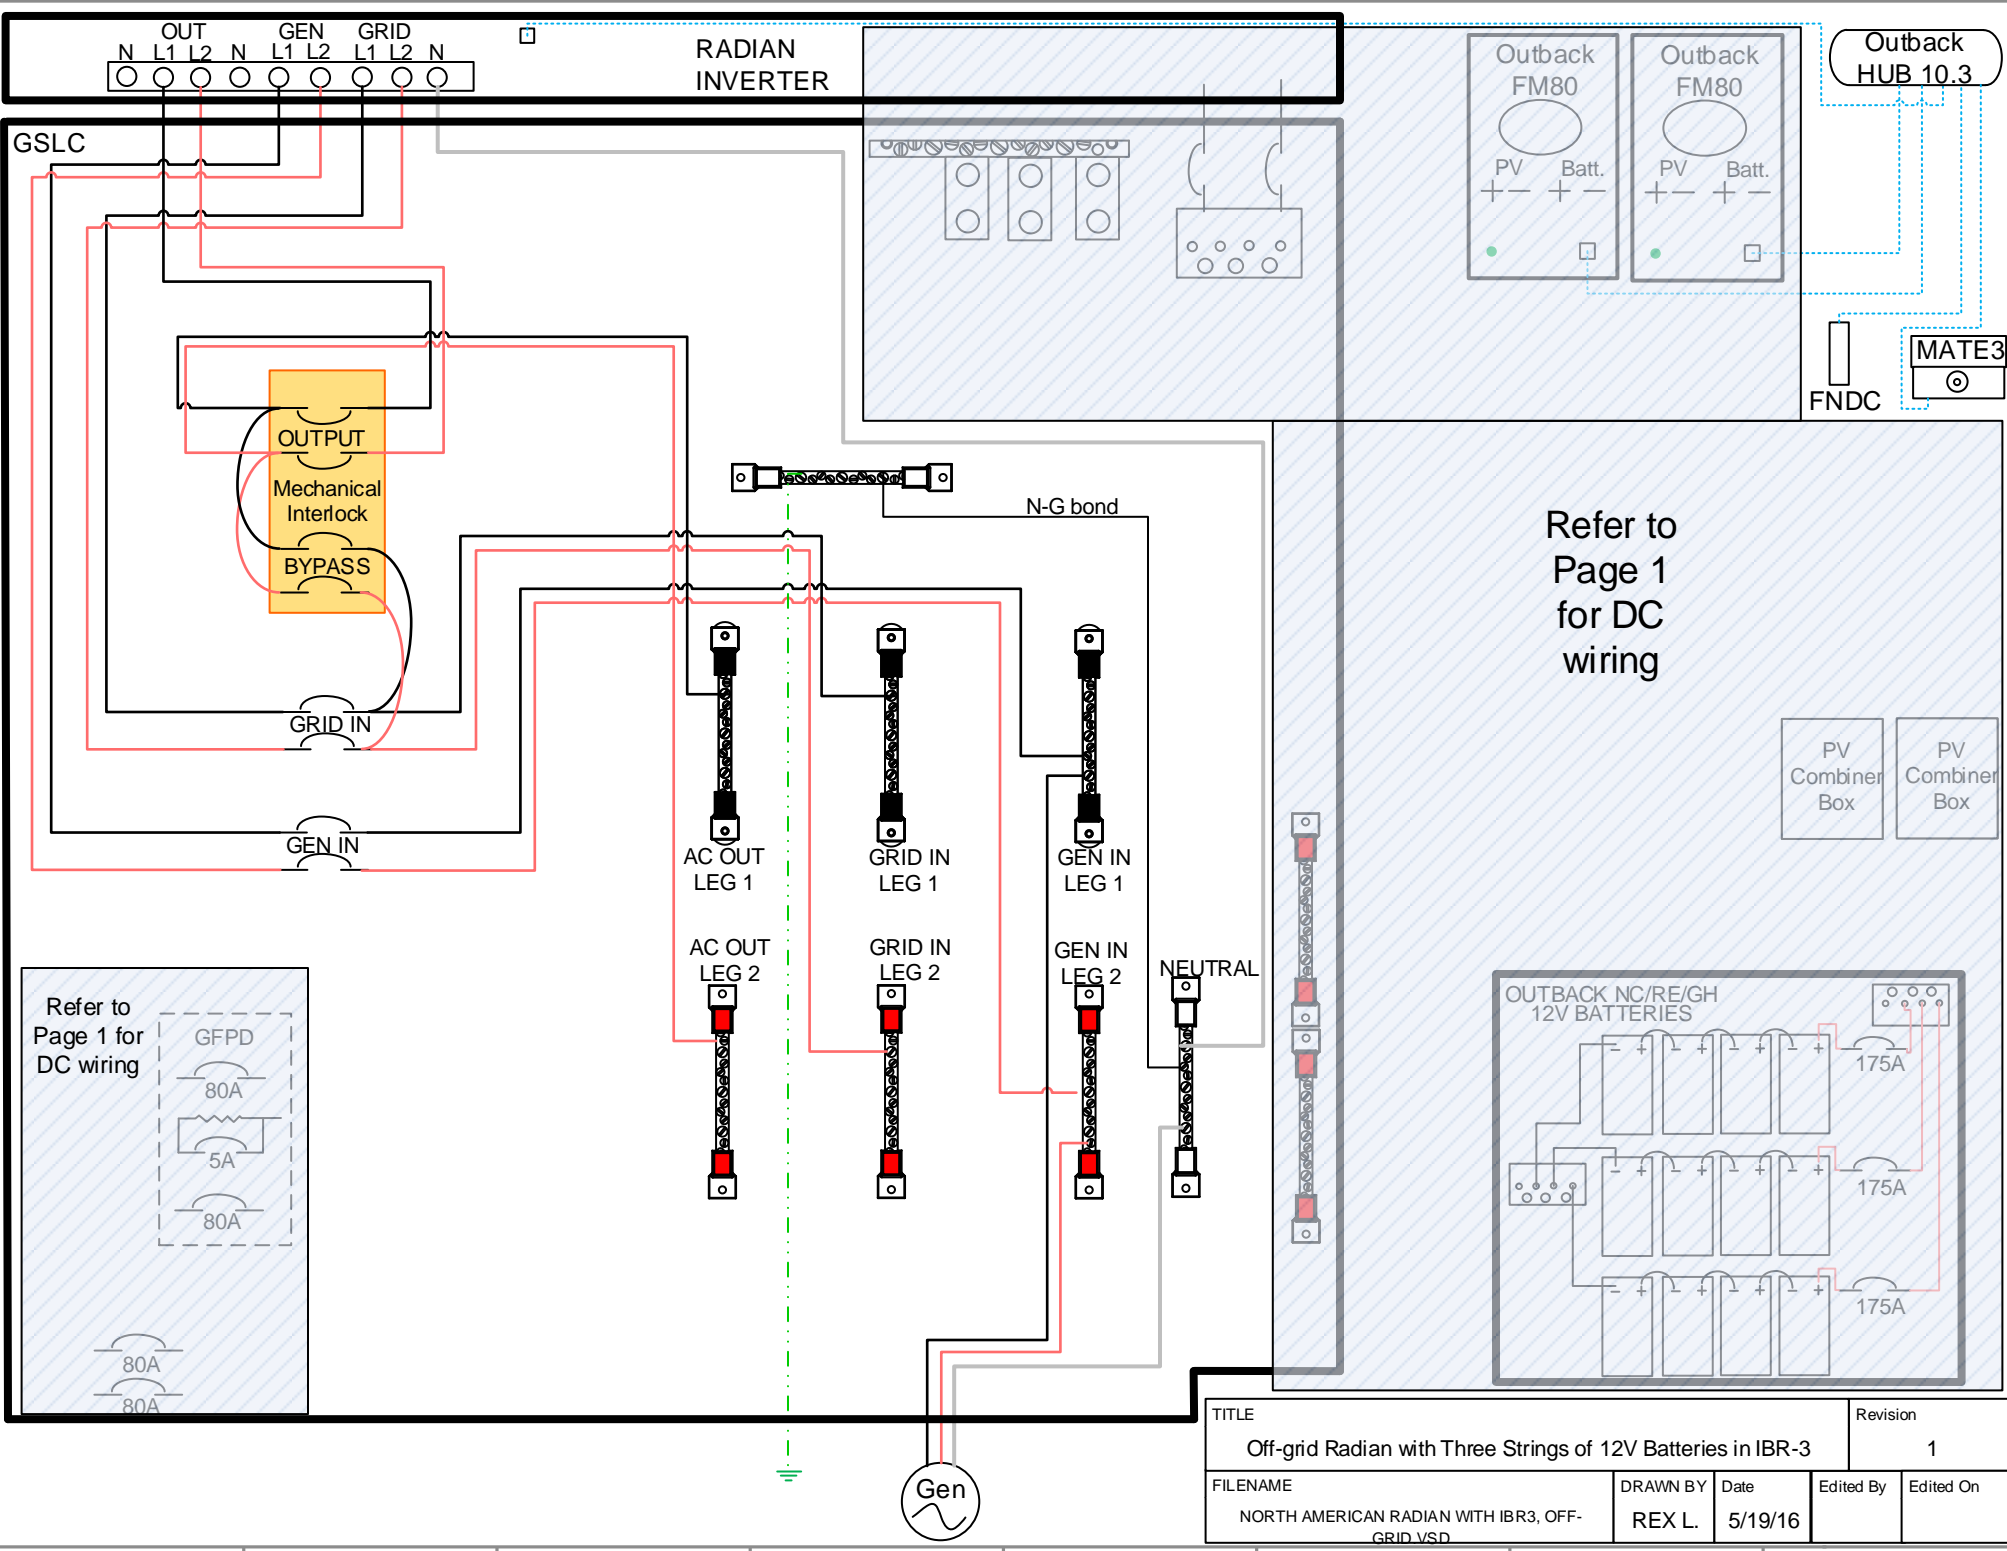 OUT GEN GRID
N L1 L2 N L1 L2 L1 L2 N
RADIAN
INVERTER
Outback
FM80
PV Batt.
Outback
FM80
PV Batt.
Outback
HUB 10.3
GSLC
MATE3
FNDC
OUTPUT
Mechanical
Interlock
BYPASS
GRID IN
GEN IN
N-G bond
Refer to
Page 1
for DC
wiring
PV
Combiner
Box
PV
Combiner
Box
AC OUT
LEG 1
GRID IN
LEG 1
GEN IN
LEG 1
AC OUT
LEG 2
GRID IN
LEG 2
GEN IN
LEG 2
NEUTRAL
Refer to
Page 1 for
DC wiring
GFPD
80A
5A
80A
80A
80A
OUTBACK NC/RE/GH
12V BATTERIES
175A
175A
175A
Gen
TITLE
Off-grid Radian with Three Strings of 12V Batteries in IBR-3
Revision
1
FILENAME
NORTH AMERICAN RADIAN WITH IBR3, OFF-
GRID.VSD
DRAWN BY
REX L.
Date
5/19/16
Edited By
Edited On